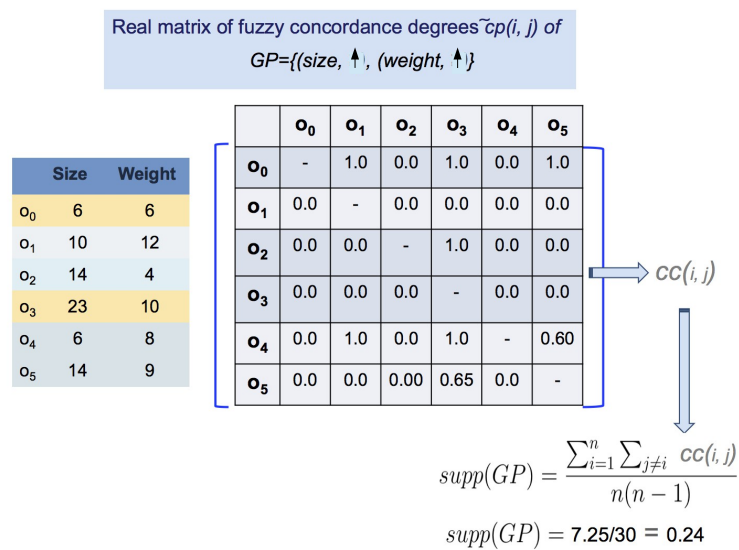 Real matrix of fuzzy concordance degrees ~cp(i, j) of
GP={(size, ↑), (weight, ↑)}
Size Weight
o0 6 6
o1 10 12
o2 14 4
o3 23 10
o4 6 8
o5 14 9
o0 o1 o2 o3 o4 o5
o0 - 1.0 0.0 1.0 0.0 1.0
o1 0.0 - 0.0 0.0 0.0 0.0
o2 0.0 0.0 - 1.0 0.0 0.0
o3 0.0 0.0 0.0 - 0.0 0.0
o4 0.0 1.0 0.0 1.0 - 0.60
o5 0.0 0.0 0.00 0.65 0.0 -
cc(i, j)
supp(GP) = ∑ⁿᵢ₌₁ ∑j≠i cc(i, j) / n(n − 1)
supp(GP) = 7.25/30 = 0.24